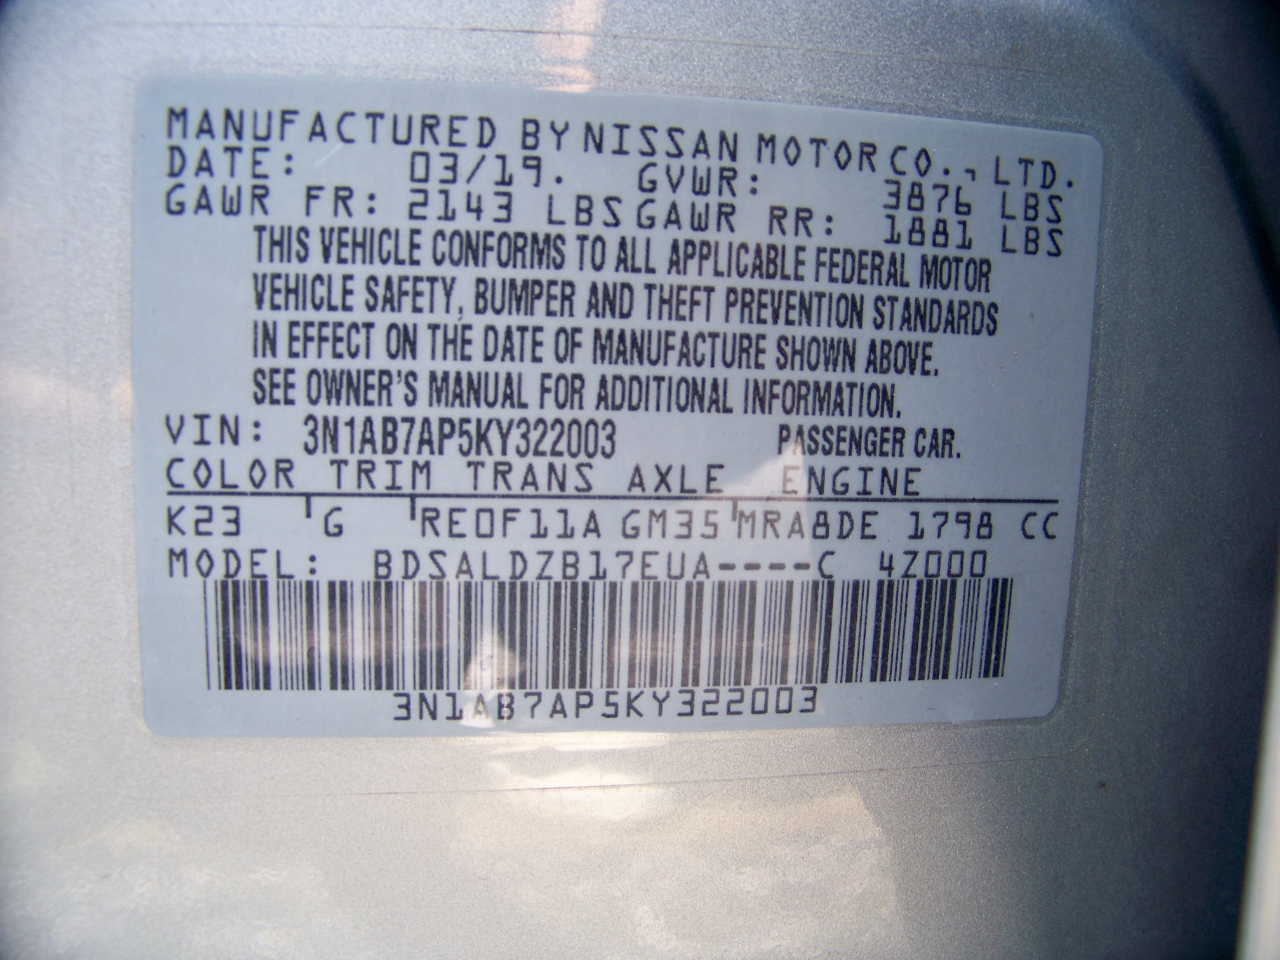 MANUFACTURED BY NISSAN MOTOR CO., LTD.
DATE: 03/19. GVWR: 3876 LBS
GAWR FR: 2143 LBS GAWR RR: 1881 LBS
THIS VEHICLE CONFORMS TO ALL APPLICABLE FEDERAL MOTOR
VEHICLE SAFETY, BUMPER AND THEFT PREVENTION STANDARDS
IN EFFECT ON THE DATE OF MANUFACTURE SHOWN ABOVE.
SEE OWNER'S MANUAL FOR ADDITIONAL INFORMATION.
VIN: 3N1AB7AP5KY322003 PASSENGER CAR.
COLOR TRIM TRANS AXLE ENGINE
K23 G RE0F11A GM35 MRA8DE 1798 CC
MODEL: BDSALDZB17EUA----C 4Z000
3N1AB7AP5KY322003